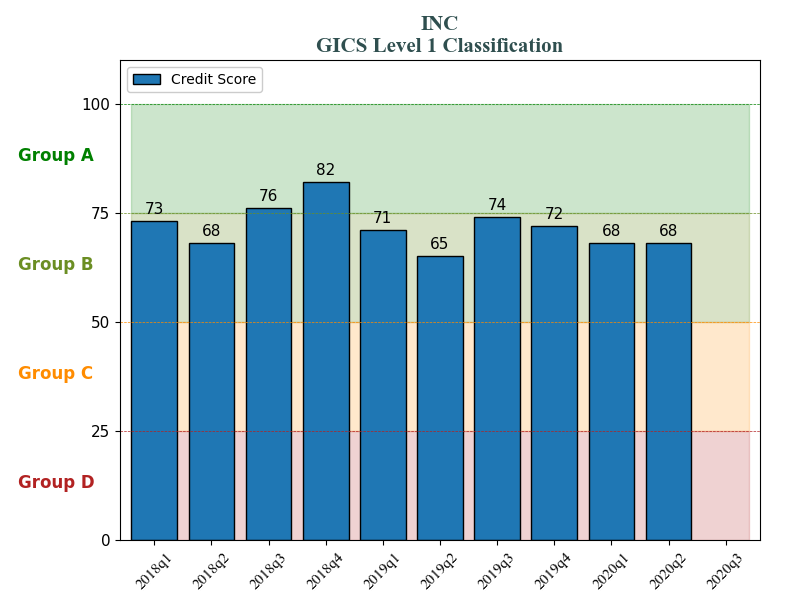 INC
GICS Level 1 Classification
Credit Score
100
Group A
82
76
73
74
75
71
72
68
65
68
68
Group B
50
Group C
25
Group D
0
2018q1 2018q2 2018q3 2018q4 2019q1 2019q2 2019q3 2019q4 2020q1 2020q2 2020q3